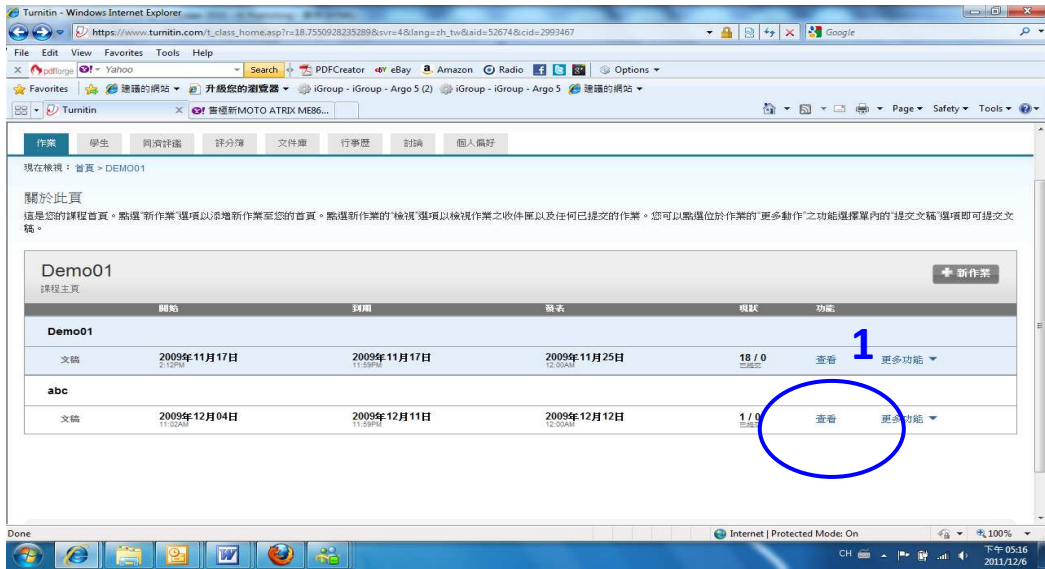 Turnitin - Windows Internet Explorer
https://www.turnitin.com/t_class_home.asp?r=18.7550928235289&svr=4&lang=zh_tw&aid=52674&cid=2993467
Google
File Edit View Favorites Tools Help
pdfforge Yahoo Search PDFCreator eBay Amazon Radio Options
Favorites 建議的網站 升級您的瀏覽器 iGroup - iGroup - Argo 5 (2) iGroup - iGroup - Argo 5 建議的網站
Turnitin 售極新MOTO ATRIX ME86... Page Safety Tools
作業 學生 同濟評鑑 評分簿 文件庫 行事歷 討論 個人偏好
現在檢視： 首頁 > DEMO01
關於此頁
這是您的課程首頁。點選"新作業"選項以添增新作業至您的首頁。點選新作業的"檢視"選項以檢視作業之收件匣以及任何已提交的作業。您可以點選位於作業的"更多動作"之功能選擇單內的"提交文稿"選項即可提交文
稿。
Demo01
新作業
課程主頁
開始 到期 發表 現狀 功能
Demo01
1
文稿 2009年11月17日 2009年11月17日 2009年11月25日 18 / 0 查看 更多功能
2:12PM 11:59PM 12:00AM 已提交
abc
文稿 2009年12月04日 2009年12月11日 2009年12月12日 1 / 0 查看 更多功能
11:02AM 11:59PM 12:00AM 已提交
Done Internet | Protected Mode: On 100%
CH 下午 05:16
2011/12/6